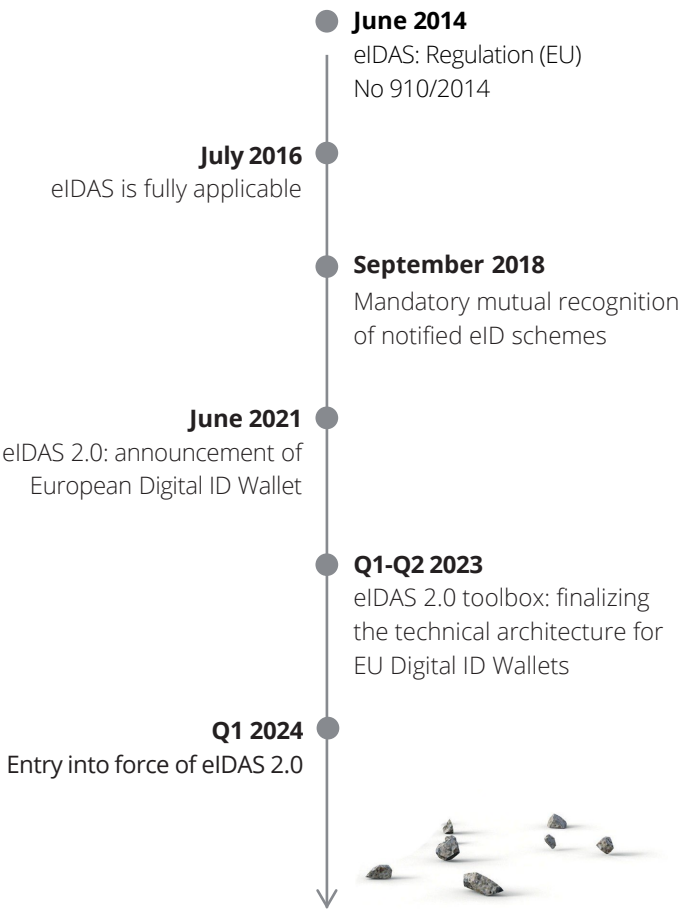 June 2014
eIDAS: Regulation (EU)
No 910/2014
July 2016
eIDAS is fully applicable
September 2018
Mandatory mutual recognition
of notified eID schemes
June 2021
eIDAS 2.0: announcement of
European Digital ID Wallet
Q1-Q2 2023
eIDAS 2.0 toolbox: finalizing
the technical architecture for
EU Digital ID Wallets
Q1 2024
Entry into force of eIDAS 2.0